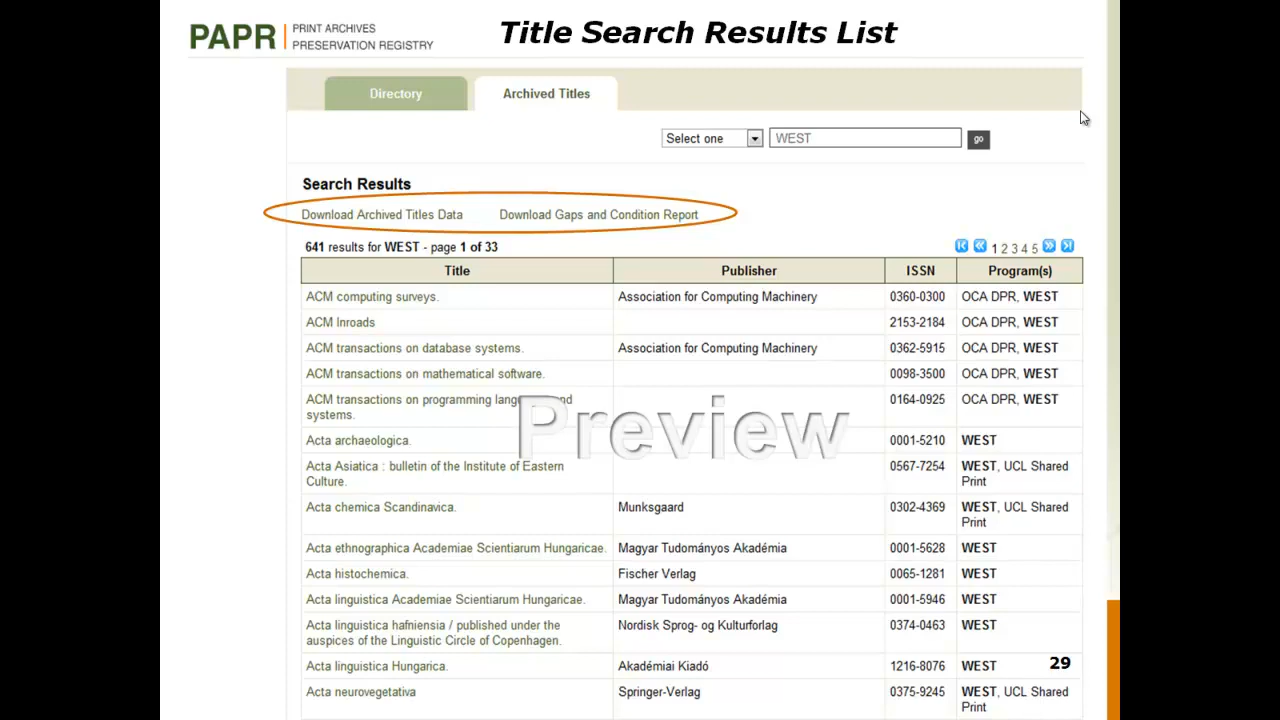 PAPR PRINT ARCHIVES
PRESERVATION REGISTRY
Title Search Results List
Directory Archived Titles
Select one WEST go
Search Results
Download Archived Titles Data Download Gaps and Condition Report
641 results for WEST - page 1 of 33 1 2 3 4 5
Title Publisher ISSN Program(s)
ACM computing surveys. Association for Computing Machinery 0360-0300 OCA DPR, WEST
ACM Inroads 2153-2184 OCA DPR, WEST
ACM transactions on database systems. Association for Computing Machinery 0362-5915 OCA DPR, WEST
ACM transactions on mathematical software. 0098-3500 OCA DPR, WEST
ACM transactions on programming and 0164-0925 OCA DPR, WEST
systems.
Preview
Acta archaeologica. 0001-5210 WEST
Acta Asiatica : bulletin of the Institute of Eastern 0567-7254 WEST, UCL Shared
Culture. Print
Acta chemica Scandinavica. Munksgaard 0302-4369 WEST, UCL Shared
Print
Acta ethnographica Academiae Scientiarum Hungaricae. Magyar Tudományos Akadémia 0001-5628 WEST
Acta histochemica. Fischer Verlag 0065-1281 WEST
Acta linguistica Academiae Scientiarum Hungaricae. Magyar Tudományos Akadémia 0001-5946 WEST
Acta linguistica hafniensia / published under the Nordisk Sprog- og Kulturforlag 0374-0463 WEST
auspices of the Linguistic Circle of Copenhagen.
Acta linguistica Hungarica. Akadémiai Kiadó 1216-8076 WEST 29
Acta neurovegetativa Springer-Verlag 0375-9245 WEST, UCL Shared
Print